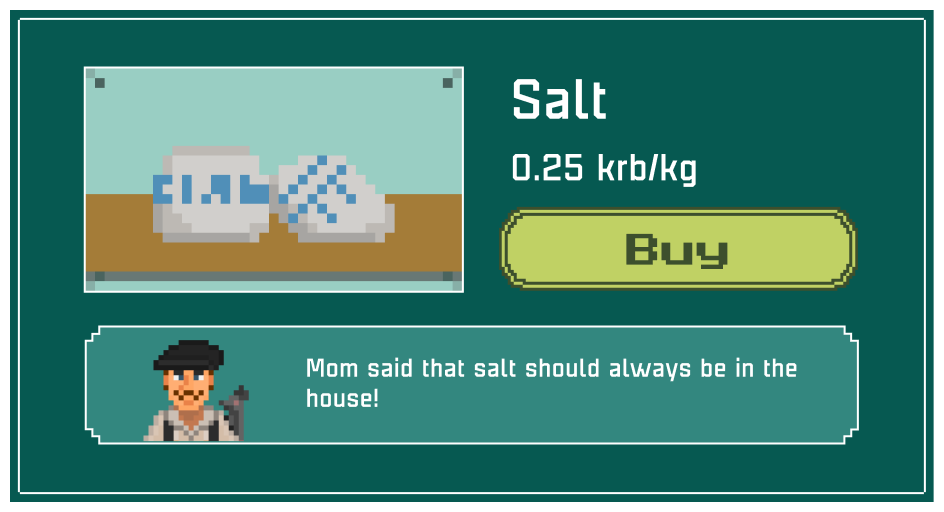 Salt
0.25 krb/kg
Buy
Mom said that salt should always be in the
house!